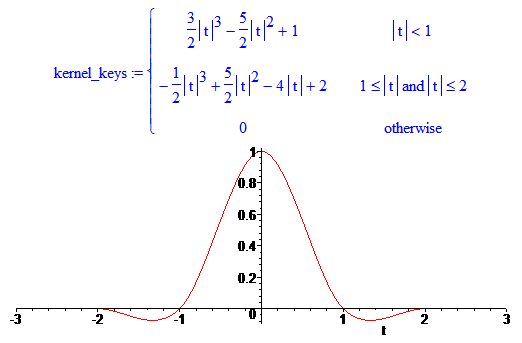 kernel_keys := { 3/2 |t|^3 − 5/2 |t|^2 + 1    |t| < 1
−1/2 |t|^3 + 5/2 |t|^2 − 4 |t| + 2    1 ≤ |t| and |t| ≤ 2
0    otherwise
1
0.8
0.6
0.4
0.2
0
-3 -2 -1 1 2 3
t